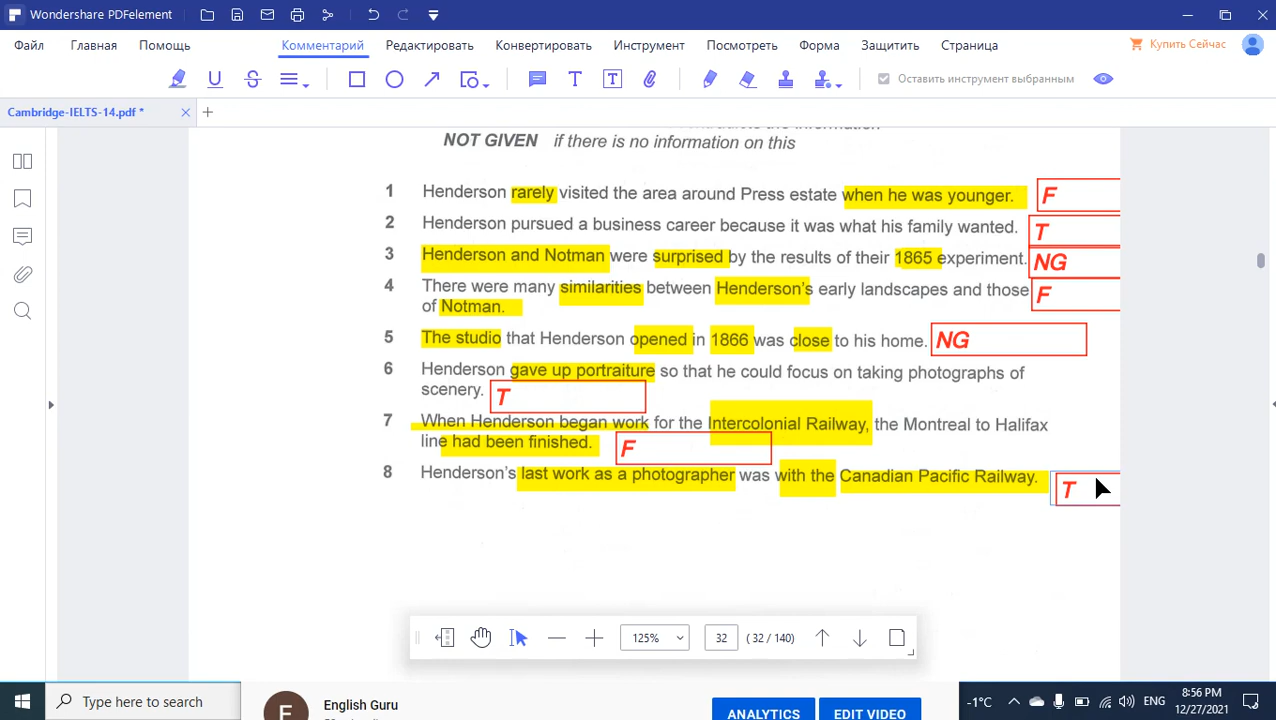 Wondershare PDFelement
Купить Сейчас
Файл Главная Помощь Комментарий Редактировать Конвертировать Инструмент Посмотреть Форма Защитить Страница
Оставить инструмент выбранным
Cambridge-IELTS-14.pdf *
NOT GIVEN if there is no information on this
1 Henderson rarely visited the area around Press estate when he was younger. F
2 Henderson pursued a business career because it was what his family wanted. T
3 Henderson and Notman were surprised by the results of their 1865 experiment. NG
4 There were many similarities between Henderson's early landscapes and those F
of Notman.
5 The studio that Henderson opened in 1866 was close to his home. NG
6 Henderson gave up portraiture so that he could focus on taking photographs of
scenery. T
7 When Henderson began work for the Intercolonial Railway, the Montreal to Halifax
line had been finished. F
8 Henderson's last work as a photographer was with the Canadian Pacific Railway. T
125% 32 ( 32 / 140)
Type here to search
E English Guru
ANALYTICS EDIT VIDEO
-1°C ENG 8:56 PM
12/27/2021